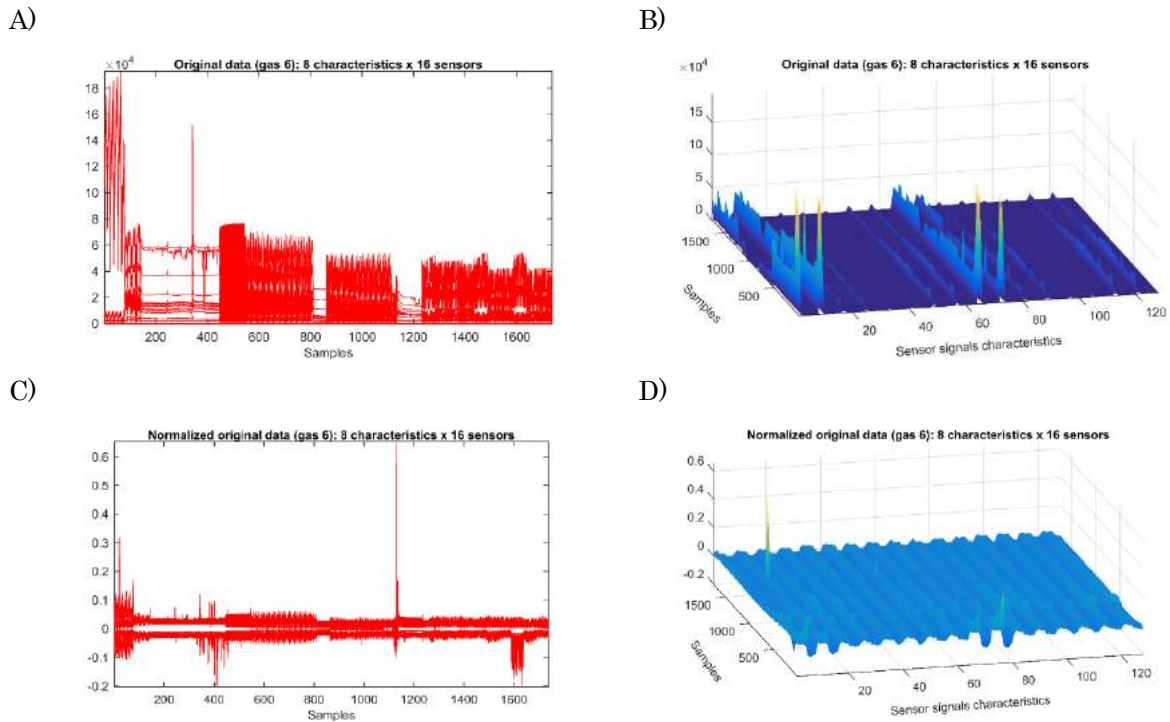 A)
Original data (gas 6): 8 characteristics x 16 sensors
×10⁴
18
16
14
12
10
8
6
4
2
0
200 400 600 800 1000 1200 1400 1600
Samples
B)
Original data (gas 6): 8 characteristics x 16 sensors
×10⁴
15
10
5
0
1500
1000
500
Samples
20 40 60 80 100 120
Sensor signals characteristics
C)
Normalized original data (gas 6): 8 characteristics x 16 sensors
0.6
0.5
0.4
0.3
0.2
0.1
0
-0.1
-0.2
200 400 600 800 1000 1200 1400 1600
Samples
D)
Normalized original data (gas 6): 8 characteristics x 16 sensors
0.6
0.4
0.2
0
-0.2
1500
1000
500
Samples
20 40 60 80 100 120
Sensor signals characteristics